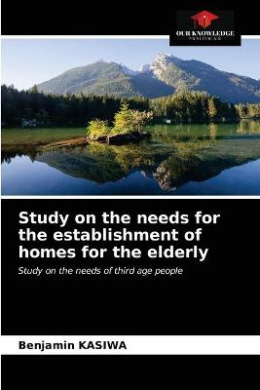 OUR KNOWLEDGE
PUBLISHING
Study on the needs for
the establishment of
homes for the elderly
Study on the needs of third age people
Benjamin KASIWA